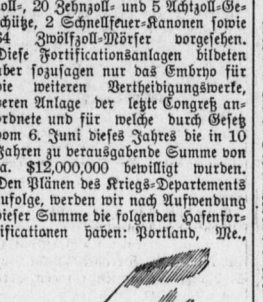 oll-, 20 Zehnzoll- und 5 Achtzoll-Ge-
schütze, 2 Schnellfeuer-Kanonen sowie
34 Zwölfzoll-Mörser vorgesehen.
Diese Fortificationsanlagen bildeten
aber sozusagen nur das Embryo für
die weiteren Vertheidigungswerke,
deren Anlage der letzte Congreß an-
ordnete und für welche durch Gesetz
vom 6. Juni dieses Jahres die in 10
Jahren zu verausgabende Summe von
ca. $12,000,000 bewilligt wurden.
Den Plänen des Kriegs-Departements
zufolge, werden wir nach Aufwendung
dieser Summe die folgenden Hafenfor-
tificationen haben: Portland, Me.,